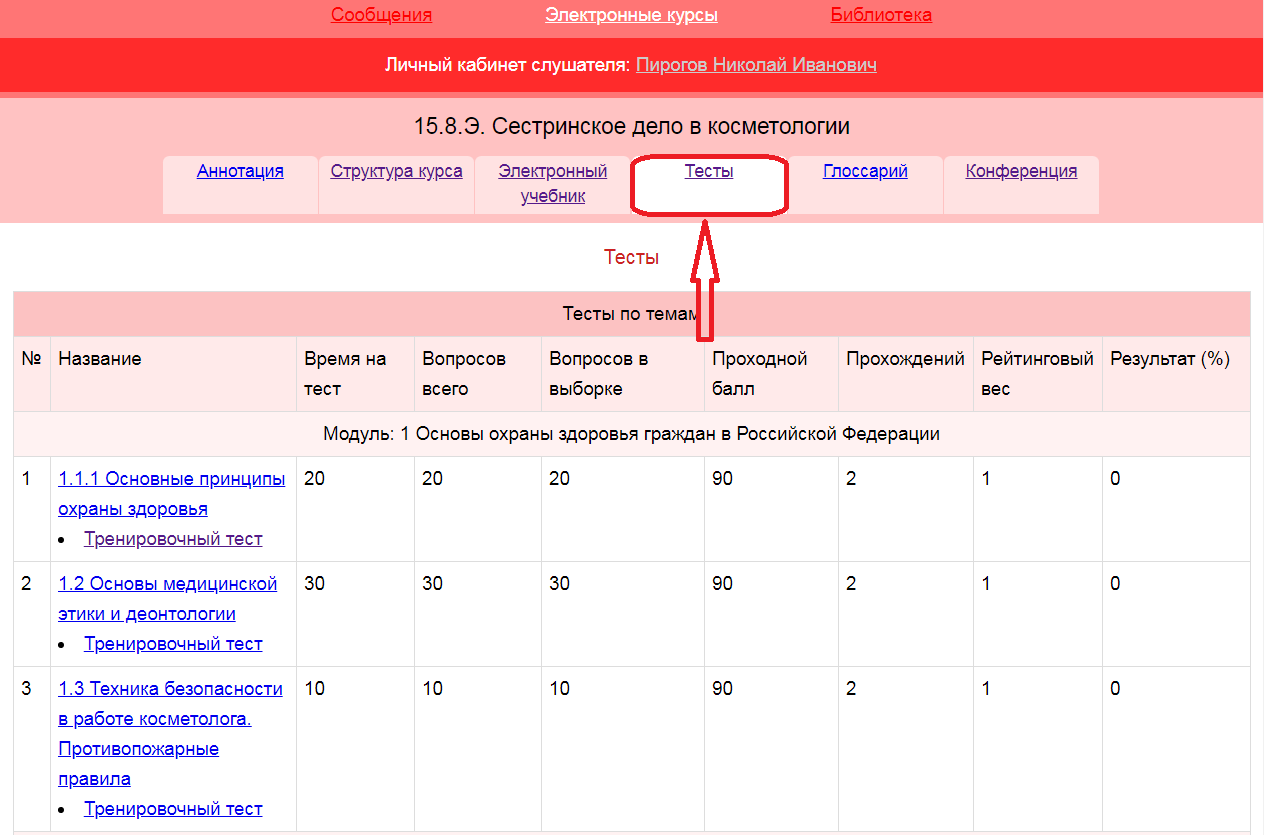 Сообщения Электронные курсы Библиотека
Личный кабинет слушателя: Пирогов Николай Иванович
15.8.Э. Сестринское дело в косметологии
Аннотация Структура курса Электронный учебник Тесты Глоссарий Конференция
Тесты
Тесты по темам
№ Название Время на тест Вопросов всего Вопросов в выборке Проходной балл Прохождений Рейтинговый вес Результат (%)
Модуль: 1 Основы охраны здоровья граждан в Российской Федерации
1 1.1.1 Основные принципы 20 20 20 90 2 1 0
охраны здоровья
• Тренировочный тест
2 1.2 Основы медицинской 30 30 30 90 2 1 0
этики и деонтологии
• Тренировочный тест
3 1.3 Техника безопасности 10 10 10 90 2 1 0
в работе косметолога.
Противопожарные
правила
• Тренировочный тест